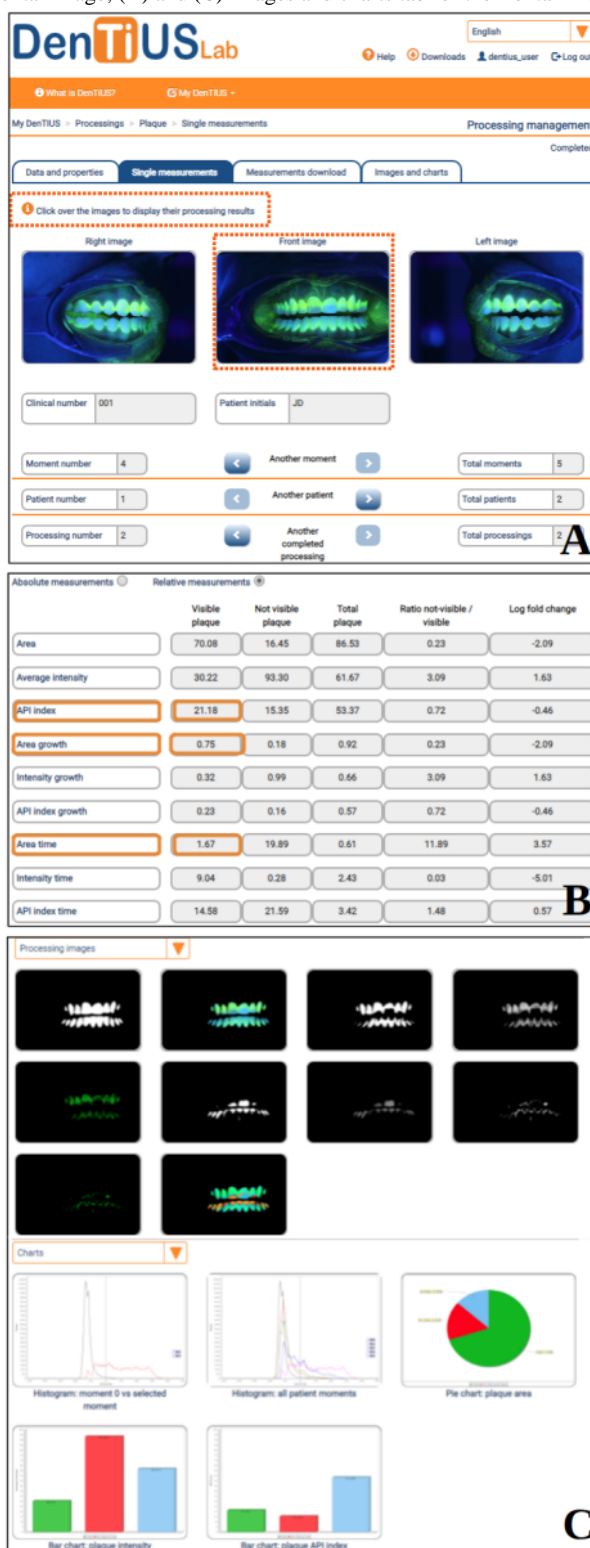 DenTiUS Lab
English
Help Downloads dentius_user Log out
What is DenTiUS? My DenTiUS
My DenTiUS > Processings > Plaque > Single measurements
Processing management
Completed
Data and properties Single measurements Measurements download Images and charts
Click over the images to display their processing results
Right image Front image Left image
Clinical number 001 Patient initials JD
Moment number 4 Another moment Total moments 5
Patient number 1 Another patient Total patients 2
Processing number 2 Another completed processing Total processings 2
A
Absolute measurements Relative measurements
Visible plaque Not visible plaque Total plaque Ratio not-visible / visible Log fold change
Area 70.08 16.45 86.53 0.23 -2.09
Average intensity 30.22 93.30 61.67 3.09 1.63
API index 21.18 15.35 53.37 0.72 -0.46
Area growth 0.75 0.18 0.92 0.23 -2.09
Intensity growth 0.32 0.99 0.66 3.09 1.63
API index growth 0.23 0.16 0.57 0.72 -0.46
Area time 1.67 19.89 0.61 11.89 3.57
Intensity time 9.04 0.28 2.43 0.03 -5.01
API index time 14.58 21.59 3.42 1.48 0.57
B
Processing images
Charts
Histogram: moment 0 vs selected moment
Histogram: all patient moments
Pie chart: plaque area
Bar chart: plaque intensity
Bar chart: plaque API index
C